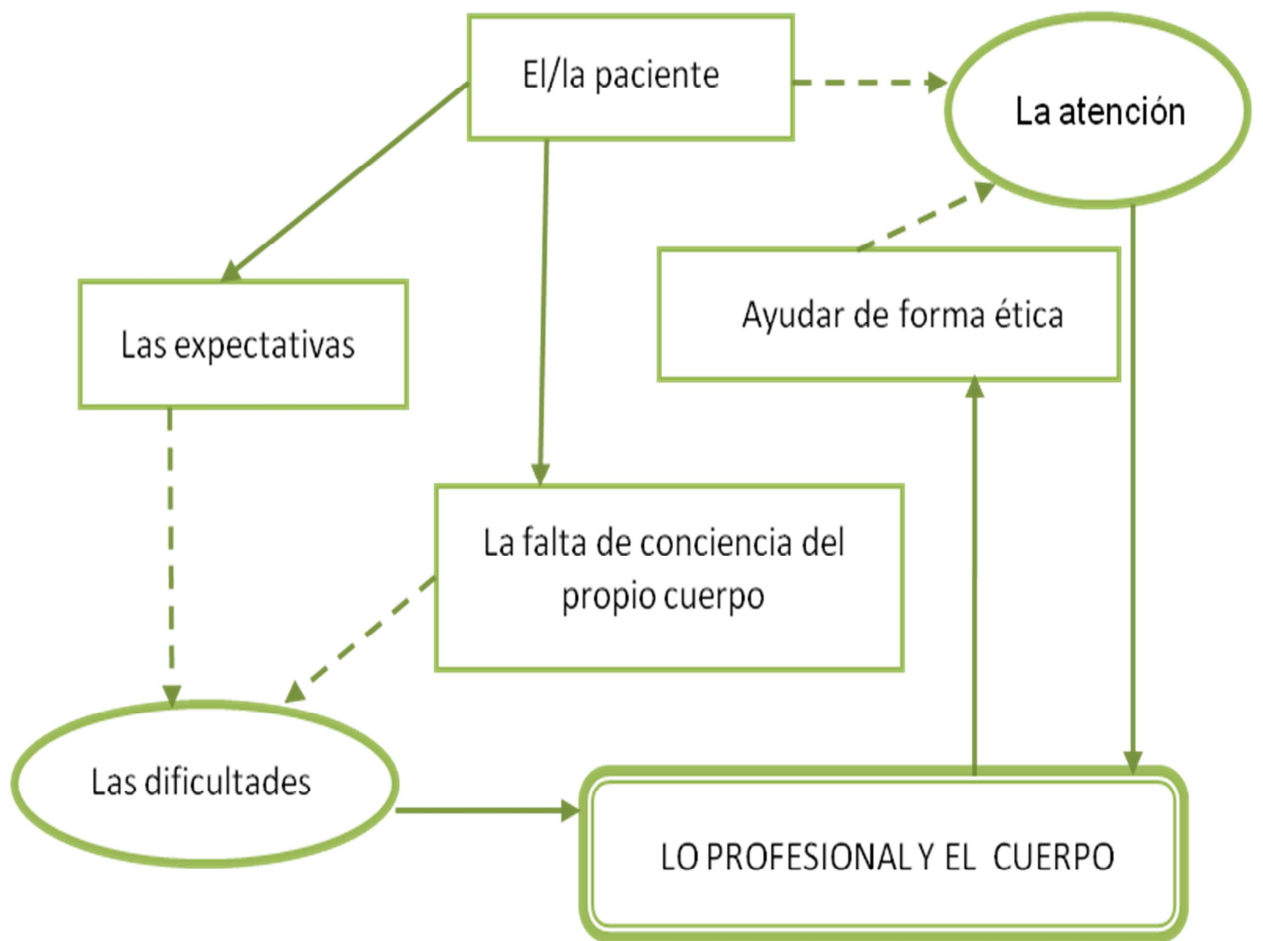 El/la paciente
La atención
Ayudar de forma ética
Las expectativas
La falta de conciencia del
propio cuerpo
Las dificultades
LO PROFESIONAL Y EL CUERPO